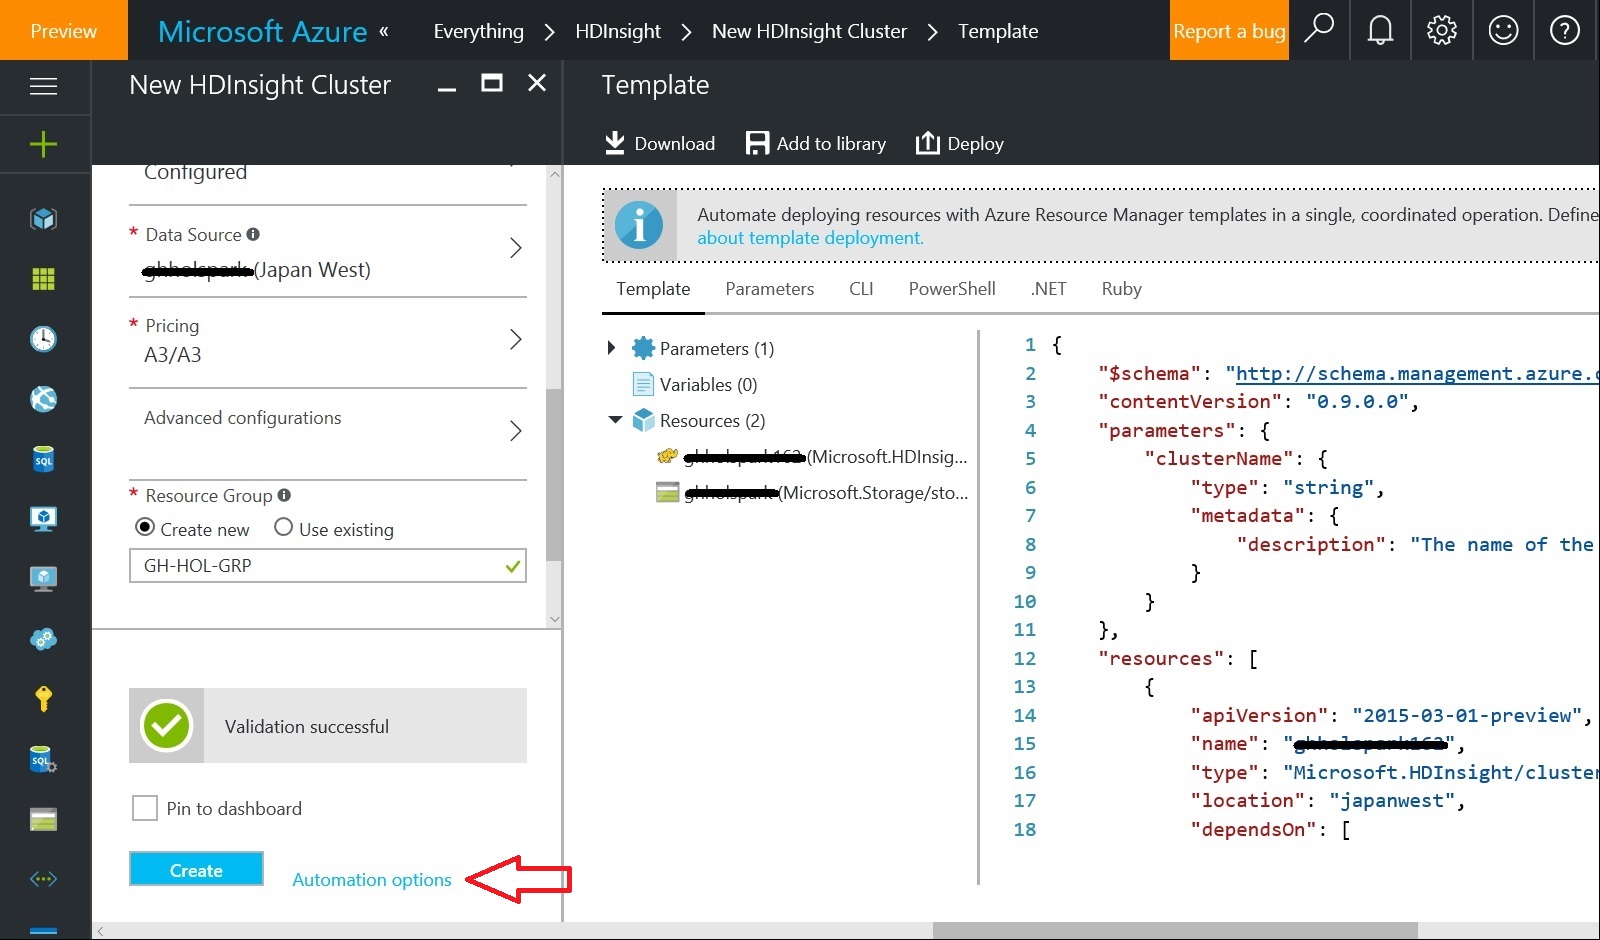 Preview
Microsoft Azure «
Everything > HDInsight > New HDInsight Cluster > Template
Report a bug
New HDInsight Cluster
Configured
* Data Source
(Japan West)
* Pricing
A3/A3
Advanced configurations
* Resource Group
Create new
Use existing
GH-HOL-GRP
Validation successful
Pin to dashboard
Create
Automation options
Template
Download
Add to library
Deploy
Automate deploying resources with Azure Resource Manager templates in a single, coordinated operation. Define
about template deployment.
Template Parameters CLI PowerShell .NET Ruby
Parameters (1)
Variables (0)
Resources (2)
(Microsoft.HDInsig...
(Microsoft.Storage/sto...
1 {
2 "$schema": "http://schema.management.azure.
3 "contentVersion": "0.9.0.0",
4 "parameters": {
5 "clusterName": {
6 "type": "string",
7 "metadata": {
8 "description": "The name of the
9 }
10 }
11 },
12 "resources": [
13 {
14 "apiVersion": "2015-03-01-preview",
15 "name": " ",
16 "type": "Microsoft.HDInsight/cluster
17 "location": "japanwest",
18 "dependsOn": [
SQL
SQL